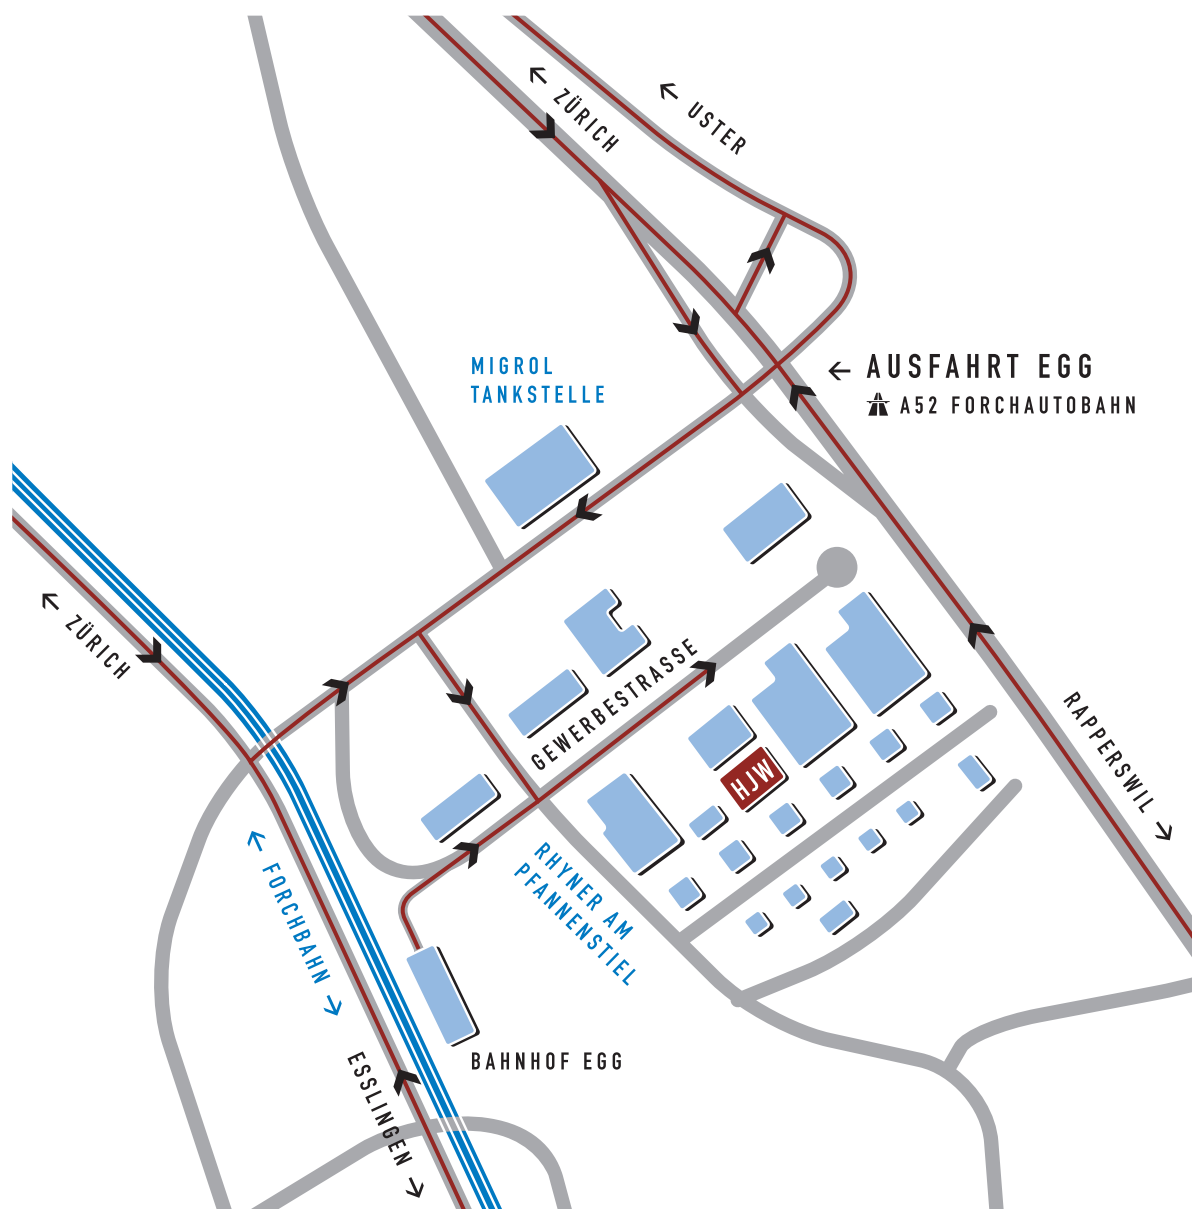 ← ZÜRICH
← USTER
← AUSFAHRT EGG
A52 FORCHAUTOBAHN
MIGROL
TANKSTELLE
← ZÜRICH
GEWERBESTRASSE
HJW
RAPPERSWIL →
RHYNER AM
PFANNENSTIEL
← FORCHBAHN →
BAHNHOF EGG
ESSLINGEN →